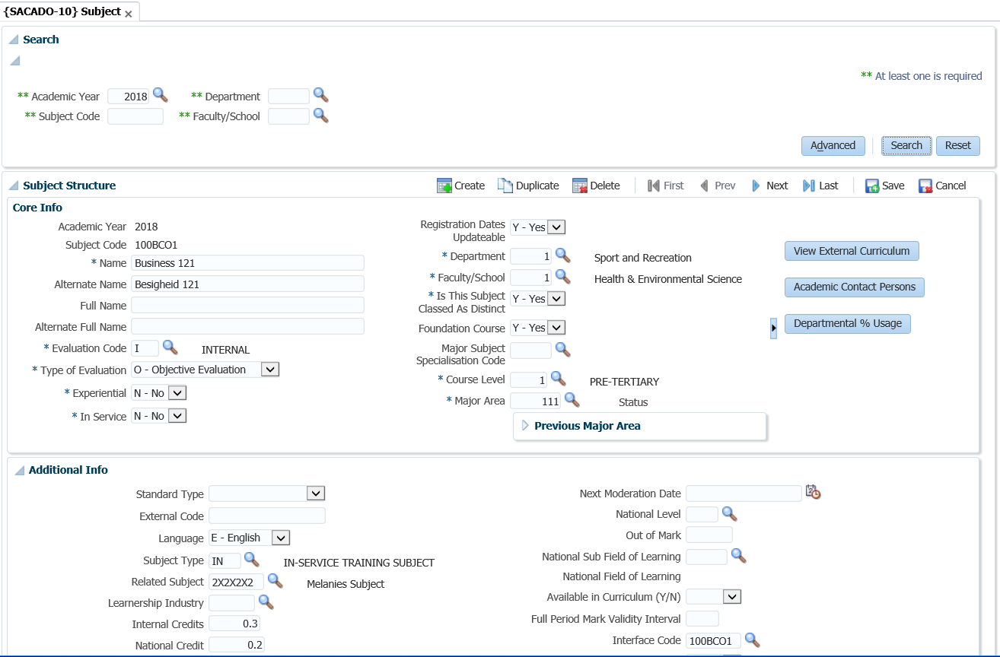 {SACADO-10} Subject
Search
** At least one is required
** Academic Year 2018 ** Department
** Subject Code ** Faculty/School
Advanced Search Reset
Subject Structure Create Duplicate Delete First Prev Next Last Save Cancel
Core Info
Academic Year 2018
Subject Code 100BCO1
* Name Business 121
Alternate Name Besigheid 121
Full Name
Alternate Full Name
* Evaluation Code I INTERNAL
* Type of Evaluation O - Objective Evaluation
* Experiential N - No
* In Service N - No
Registration Dates
Updateable Y - Yes
* Department 1 Sport and Recreation
* Faculty/School 1 Health & Environmental Science
* Is This Subject
Classed As Distinct Y - Yes
Foundation Course Y - Yes
Major Subject
Specialisation Code
* Course Level 1 PRE-TERTIARY
* Major Area 111 Status
Previous Major Area
View External Curriculum
Academic Contact Persons
Departmental % Usage
Additional Info
Standard Type
External Code
Language E - English
Subject Type IN IN-SERVICE TRAINING SUBJECT
Related Subject 2X2X2X2 Melanies Subject
Learnership Industry
Internal Credits 0.3
National Credit 0.2
Next Moderation Date
National Level
Out of Mark
National Sub Field of Learning
National Field of Learning
Available in Curriculum (Y/N)
Full Period Mark Validity Interval
Interface Code 100BCO1